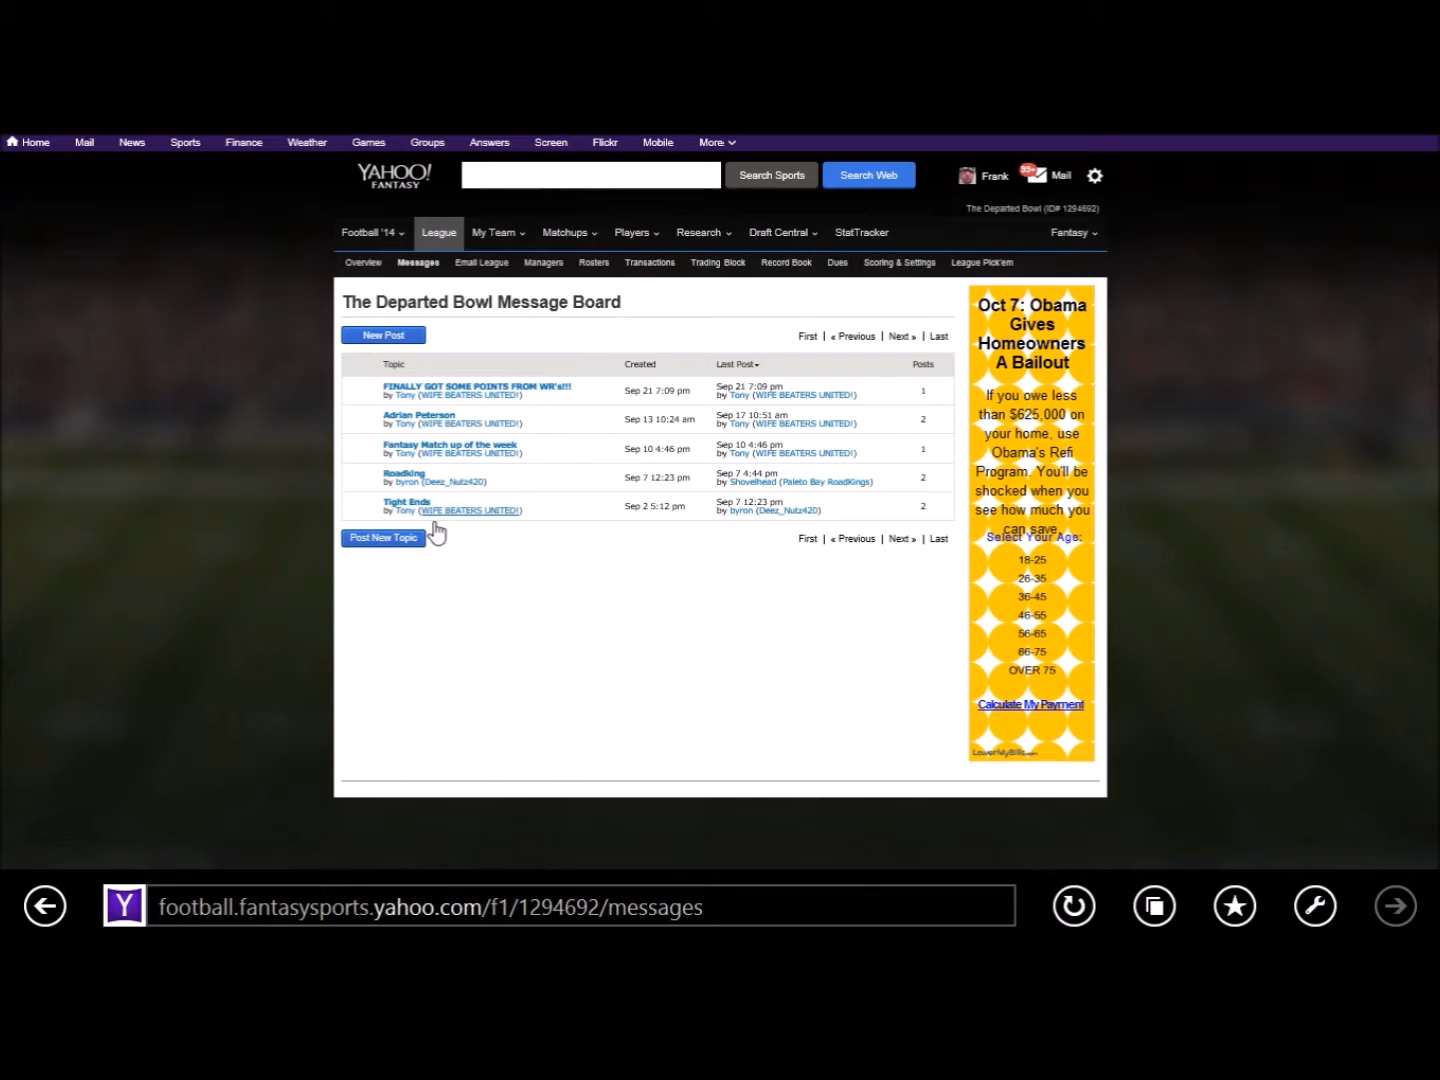 Home Mail News Sports Finance Weather Games Groups Answers Screen Flickr Mobile More
YAHOO! FANTASY
Search Sports Search Web
99+ Frank Mail
The Departed Bowl (ID# 1294692)
Football '14 League My Team Matchups Players Research Draft Central StatTracker Fantasy
Overview Messages Email League Managers Rosters Transactions Trading Block Record Book Dues Scoring & Settings League Pick'em
The Departed Bowl Message Board
New Post
First | « Previous | Next » | Last
Topic Created Last Post Posts
FINALLY GOT SOME POINTS FROM WR's!!! Sep 21 7:09 pm Sep 21 7:09 pm 1
by Tony (WIFE BEATERS UNITED!) by Tony (WIFE BEATERS UNITED!)
Adrian Peterson Sep 13 10:24 am Sep 17 10:51 am 2
by Tony (WIFE BEATERS UNITED!) by Tony (WIFE BEATERS UNITED!)
Fantasy Match up of the week Sep 10 4:46 pm Sep 10 4:46 pm 1
by Tony (WIFE BEATERS UNITED!) by Tony (WIFE BEATERS UNITED!)
Roadking Sep 7 12:23 pm Sep 7 4:44 pm 2
by byron (Deez_Nutz420) by Shovelhead (Paleto Bay RoadKings)
Tight Ends Sep 2 5:12 pm Sep 7 12:23 pm 2
by Tony (WIFE BEATERS UNITED!) by byron (Deez_Nutz420)
Post New Topic
First | « Previous | Next » | Last
Oct 7: Obama
Gives
Homeowners
A Bailout
If you owe less
than $625,000 on
your home, use
Obama's Refi
Program. You'll be
shocked when you
see how much you
can save.
Select Your Age:
18-25
26-35
36-45
46-55
56-65
66-75
OVER 75
Calculate My Payment
LowerMyBills.com
Y football.fantasysports.yahoo.com/f1/1294692/messages